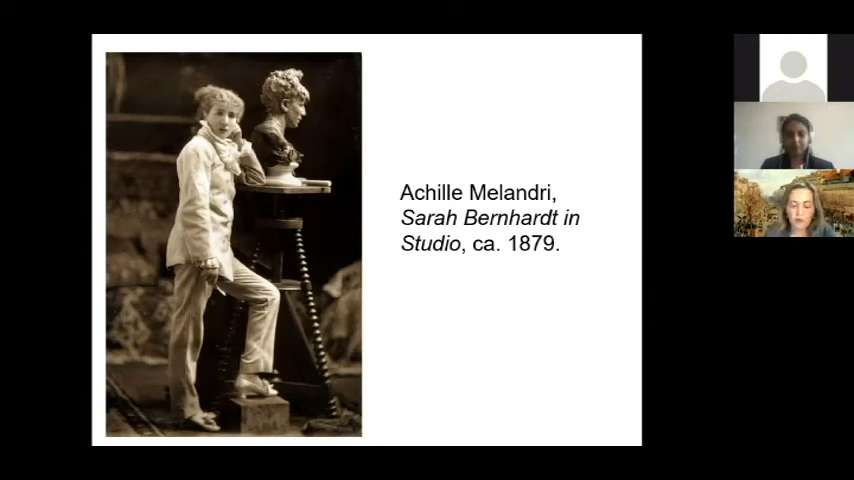 Achille Melandri,
Sarah Bernhardt in
Studio, ca. 1879.